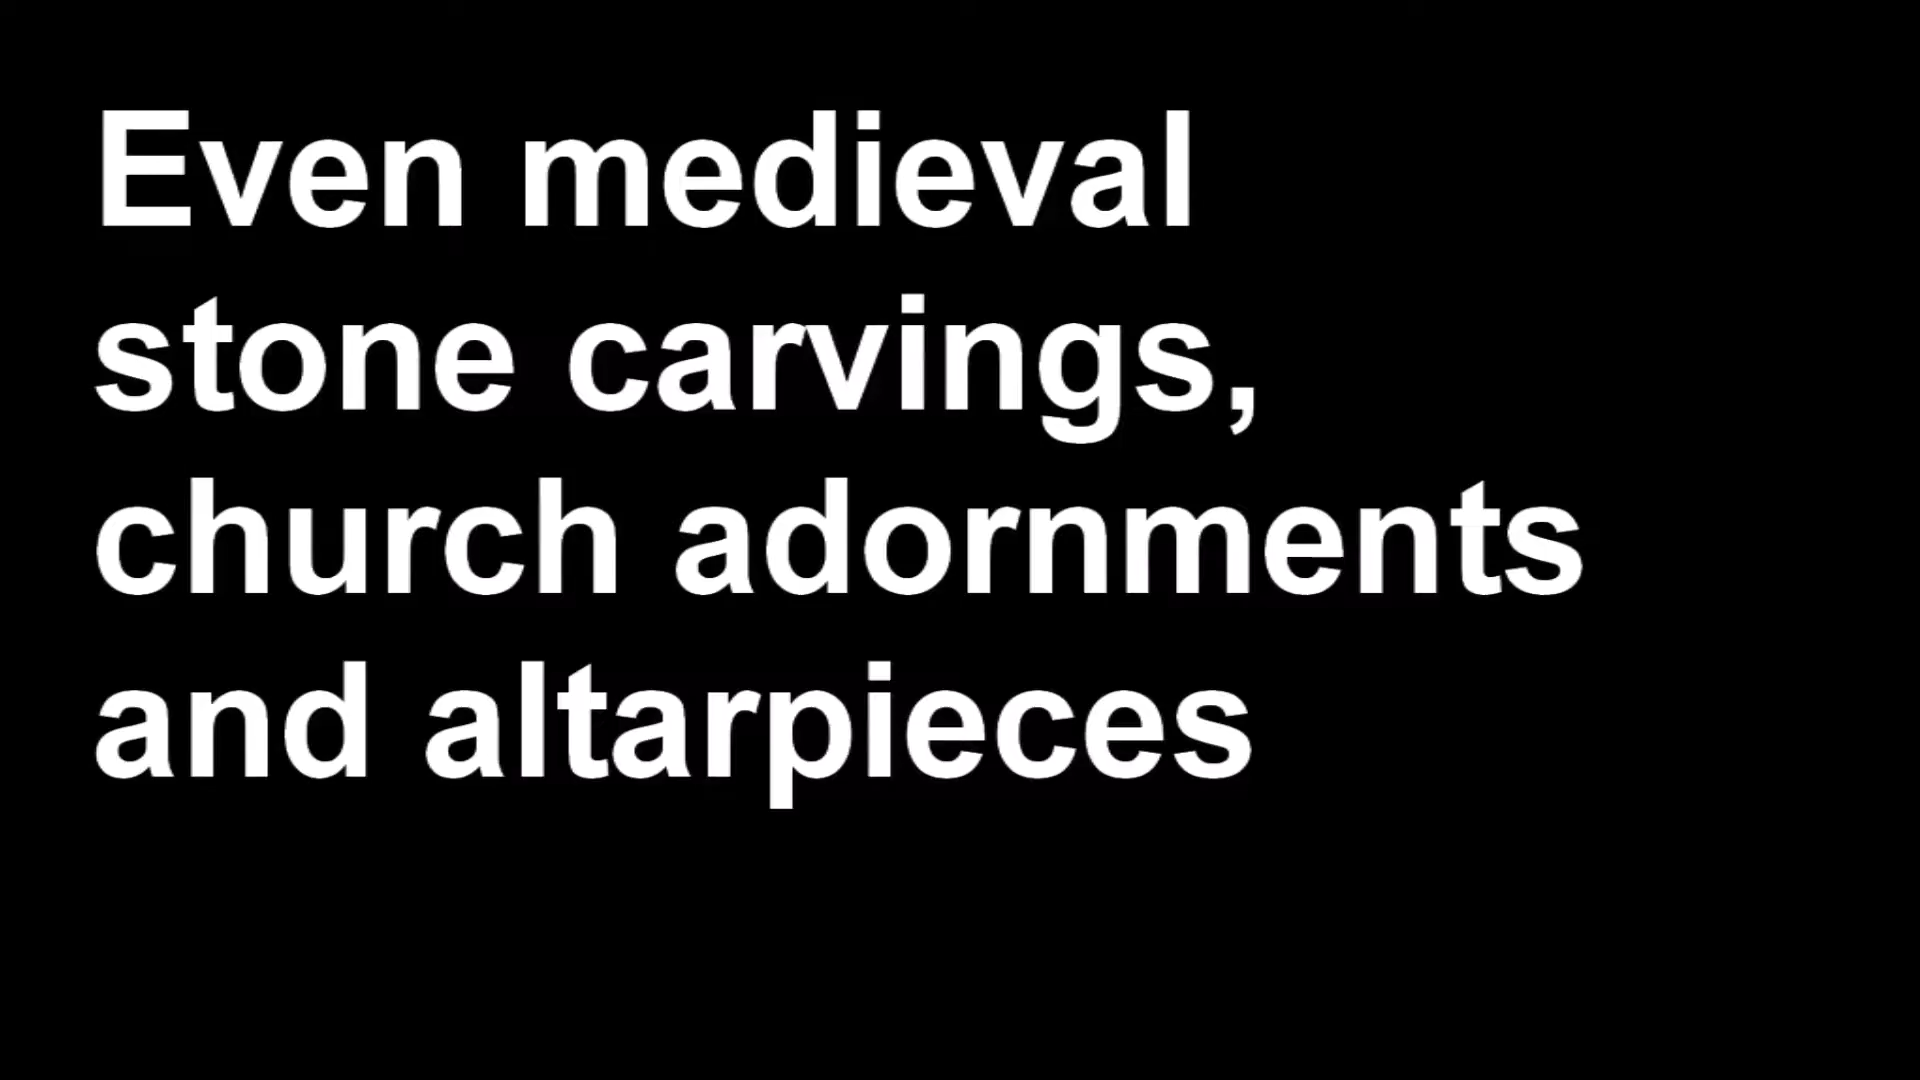 Even medieval
stone carvings,
church adornments
and altarpieces